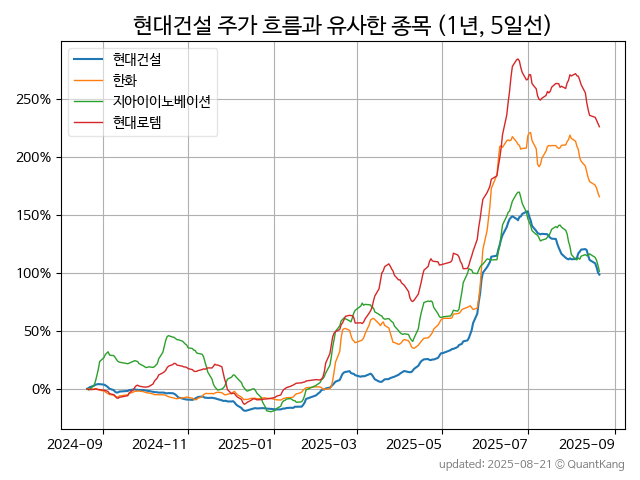 현대건설 주가 흐름과 유사한 종목 (1년, 5일선)
현대건설
한화
지아이이노베이션
현대로템
250%
200%
150%
100%
50%
0%
2024-09 2024-11 2025-01 2025-03 2025-05 2025-07 2025-09
updated: 2025-08-21 © QuantKang